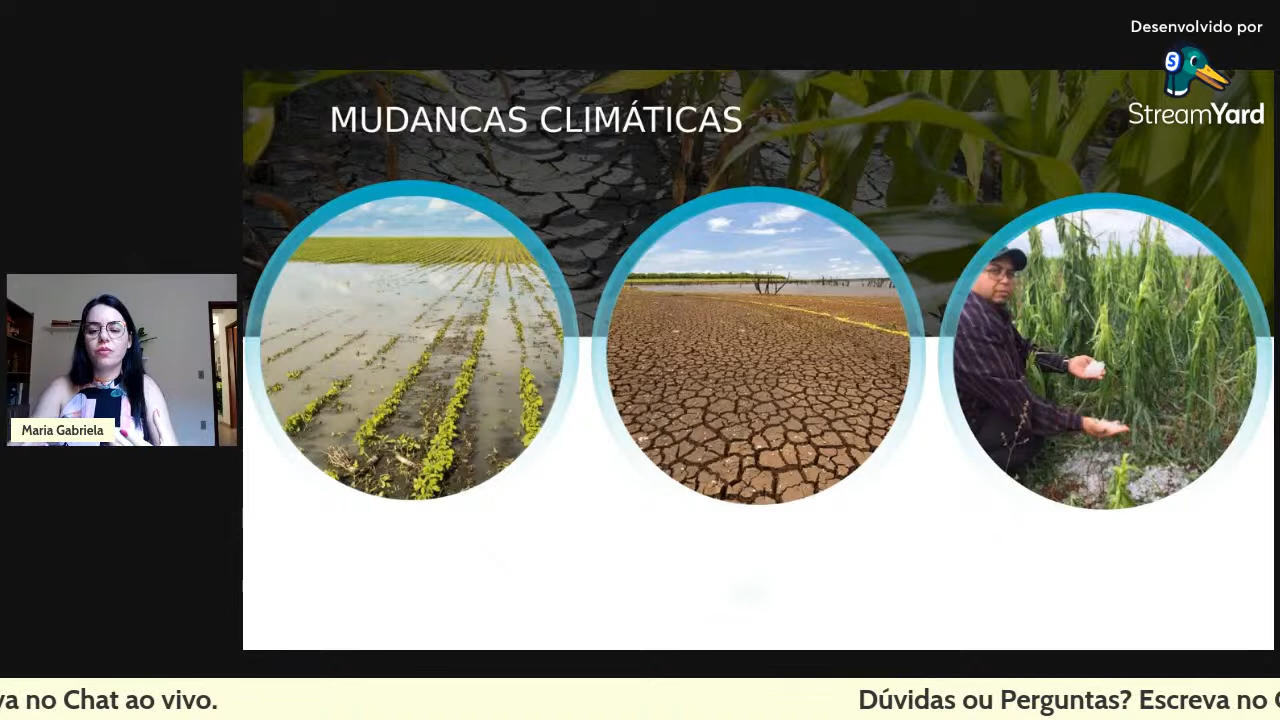 Desenvolvido por
StreamYard
MUDANCAS CLIMÁTICAS
Maria Gabriela
va no Chat ao vivo.
Dúvidas ou Perguntas? Escreva no C